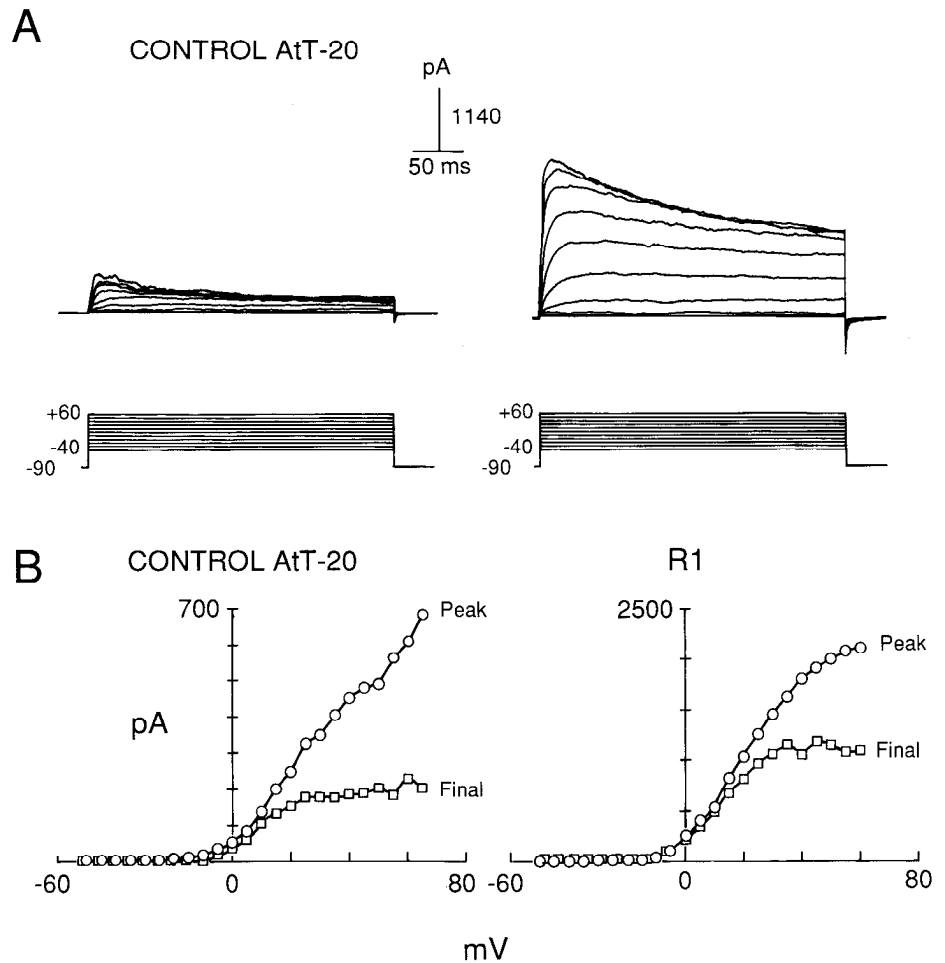 A
CONTROL AtT-20
pA
1140
50 ms
+60
-40
-90
+60
-40
-90
B
CONTROL AtT-20
R1
700
Peak
2500
Peak
pA
Final
Final
-60
0
80
-60
0
80
mV